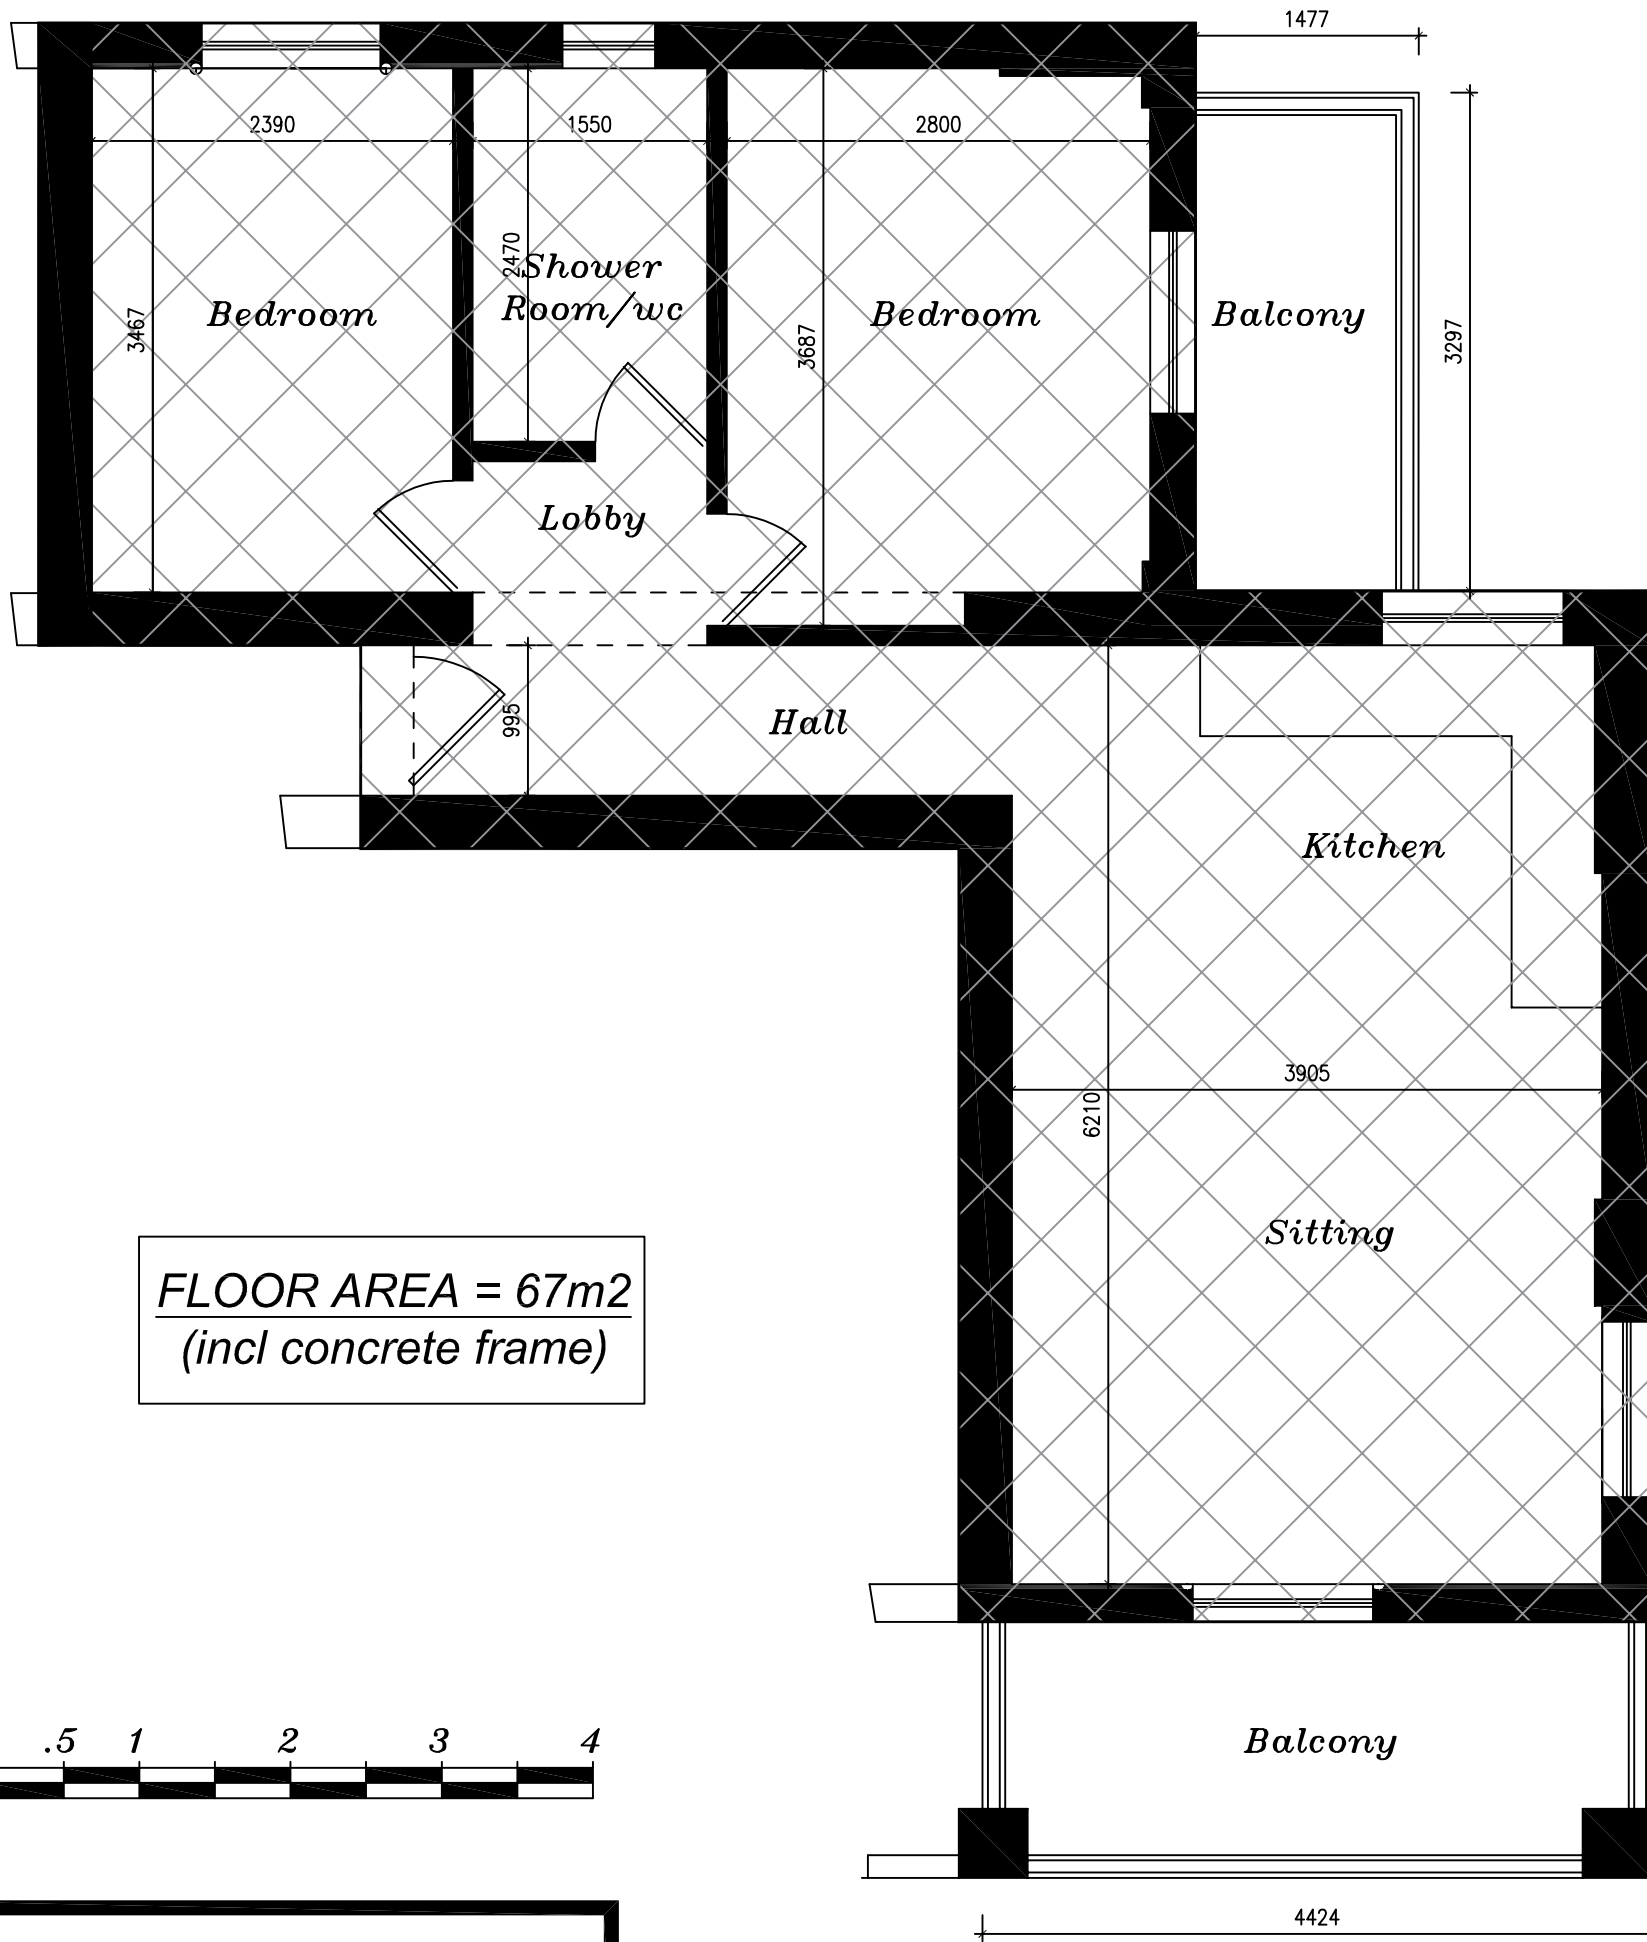 1477
2390
1550
2800
2470
Shower
Room/wc
Bedroom
3467
3687
Bedroom
Balcony
3297
Lobby
995
Hall
Kitchen
3905
6210
Sitting
FLOOR AREA = 67m2
(incl concrete frame)
.5 1 2 3 4
Balcony
4424